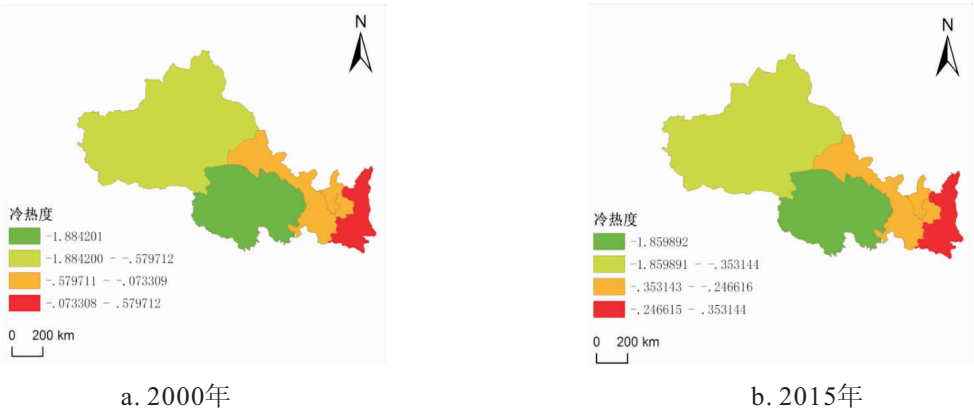 N
冷热度
-1.884201
-1.884200 - -.579712
-.579711 - -.073309
-.073308 - .579712
0 200 km
a. 2000年
N
冷热度
-1.859892
-1.859891 - -.353144
-.353143 - -.246616
-.246615 - .353144
0 200 km
b. 2015年